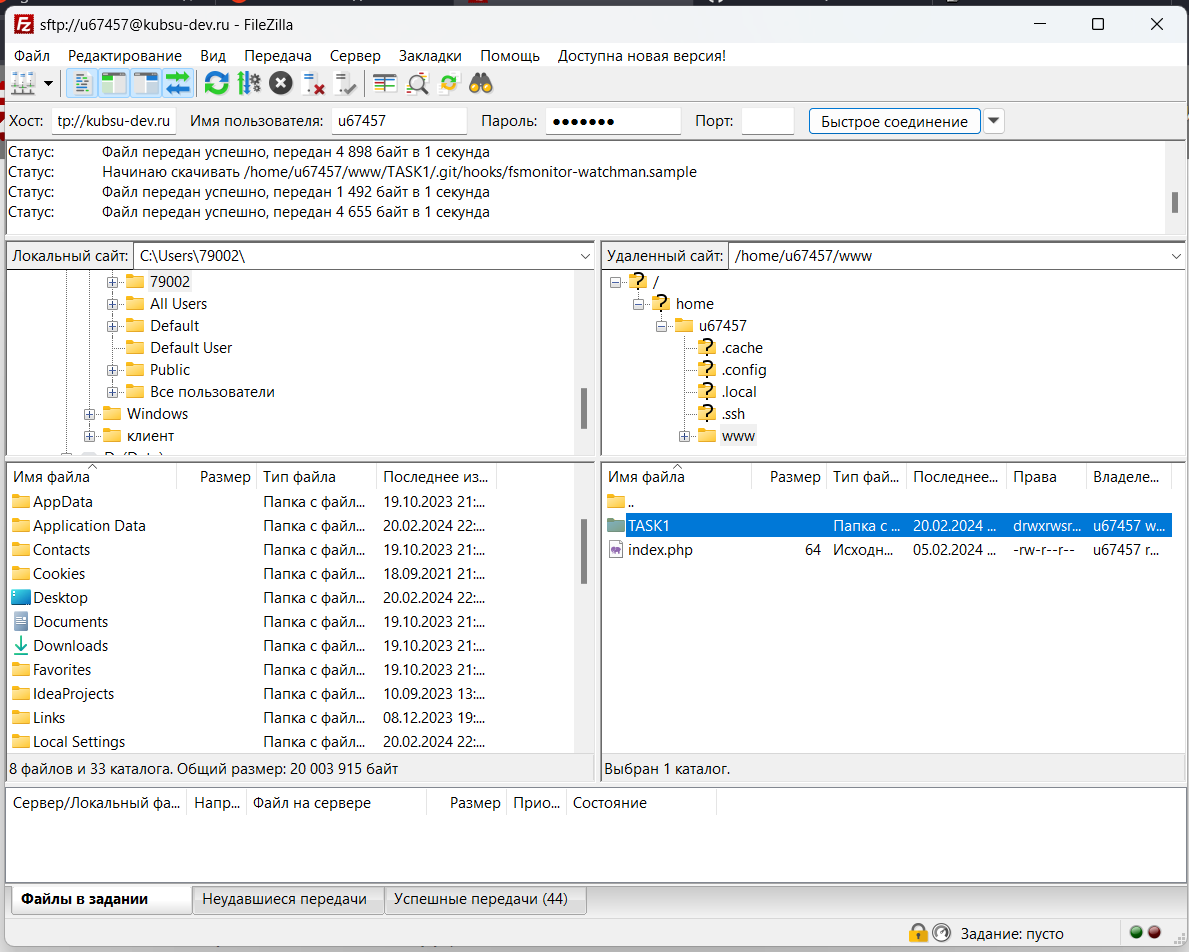 sftp://u67457@kubsu-dev.ru - FileZilla
Файл Редактирование Вид Передача Сервер Закладки Помощь Доступна новая версия!
Хост: tp://kubsu-dev.ru Имя пользователя: u67457 Пароль: ●●●●●●● Порт: Быстрое соединение
Статус: Файл передан успешно, передан 4 898 байт в 1 секунда
Статус: Начинаю скачивать /home/u67457/www/TASK1/.git/hooks/fsmonitor-watchman.sample
Статус: Файл передан успешно, передан 1 492 байт в 1 секунда
Статус: Файл передан успешно, передан 4 655 байт в 1 секунда
Локальный сайт: C:\Users\79002\
79002
All Users
Default
Default User
Public
Все пользователи
Windows
клиент
Удаленный сайт: /home/u67457/www
/
home
u67457
.cache
.config
.local
.ssh
www
Имя файла Размер Тип файла Последнее из...
AppData Папка с файл... 19.10.2023 21:...
Application Data Папка с файл... 20.02.2024 22:...
Contacts Папка с файл... 19.10.2023 21:...
Cookies Папка с файл... 18.09.2021 21:...
Desktop Папка с файл... 20.02.2024 22:...
Documents Папка с файл... 19.10.2023 21:...
Downloads Папка с файл... 19.10.2023 21:...
Favorites Папка с файл... 19.10.2023 21:...
IdeaProjects Папка с файл... 10.09.2023 13:...
Links Папка с файл... 08.12.2023 19:...
Local Settings Папка с файл... 20.02.2024 22:...
8 файлов и 33 каталога. Общий размер: 20 003 915 байт
Имя файла Размер Тип фай... Последнее... Права Владеле...
..
TASK1 Папка с ... 20.02.2024 ... drwxrwsr... u67457 w...
index.php 64 Исходн... 05.02.2024 ... -rw-r--r-- u67457 r...
Выбран 1 каталог.
Сервер/Локальный фа... Напр... Файл на сервере Размер Прио... Состояние
Файлы в задании Неудавшиеся передачи Успешные передачи (44)
Задание: пусто